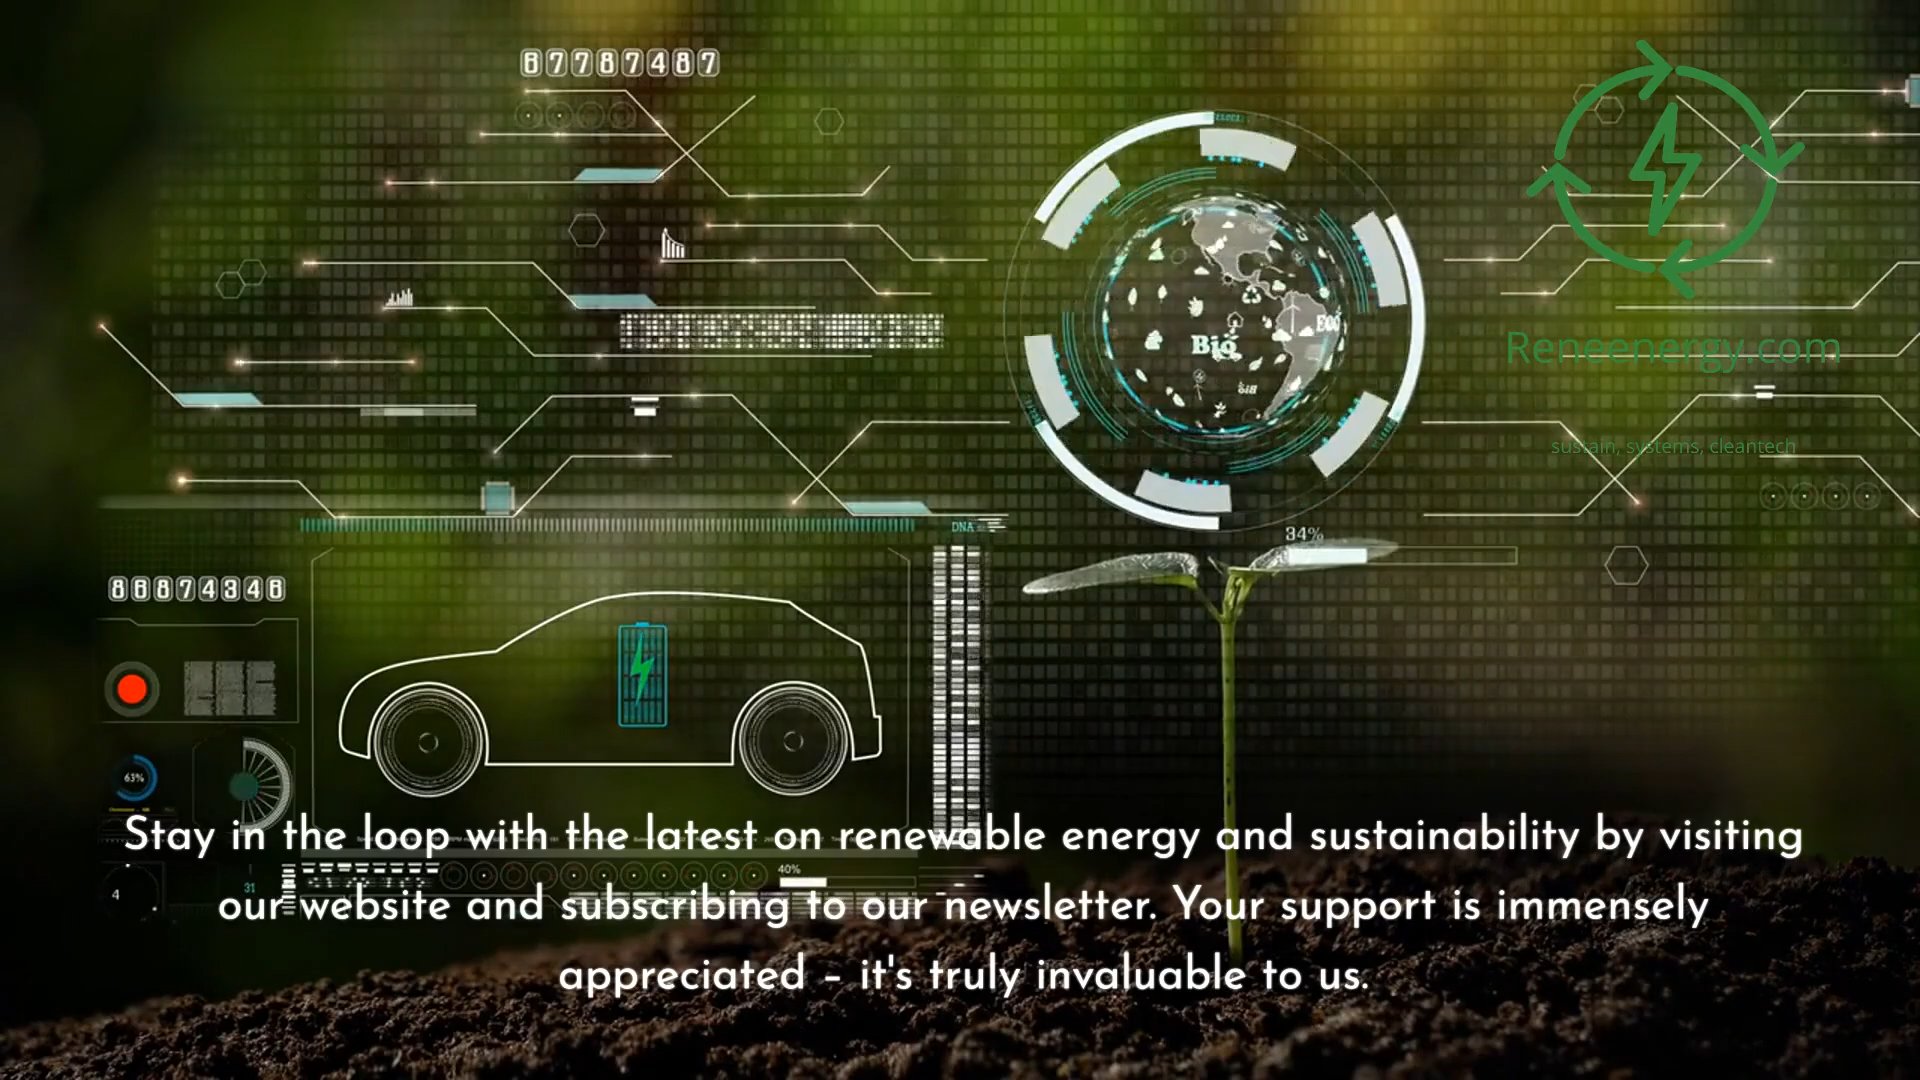 67787487
Reneenergy.com
Bio
Eco
sustain, systems, cleantech
DNA
34%
63%
Stay in the loop with the latest on renewable energy and sustainability by visiting
our website and subscribing to our newsletter. Your support is immensely
appreciated – it's truly invaluable to us.
40%
4
31